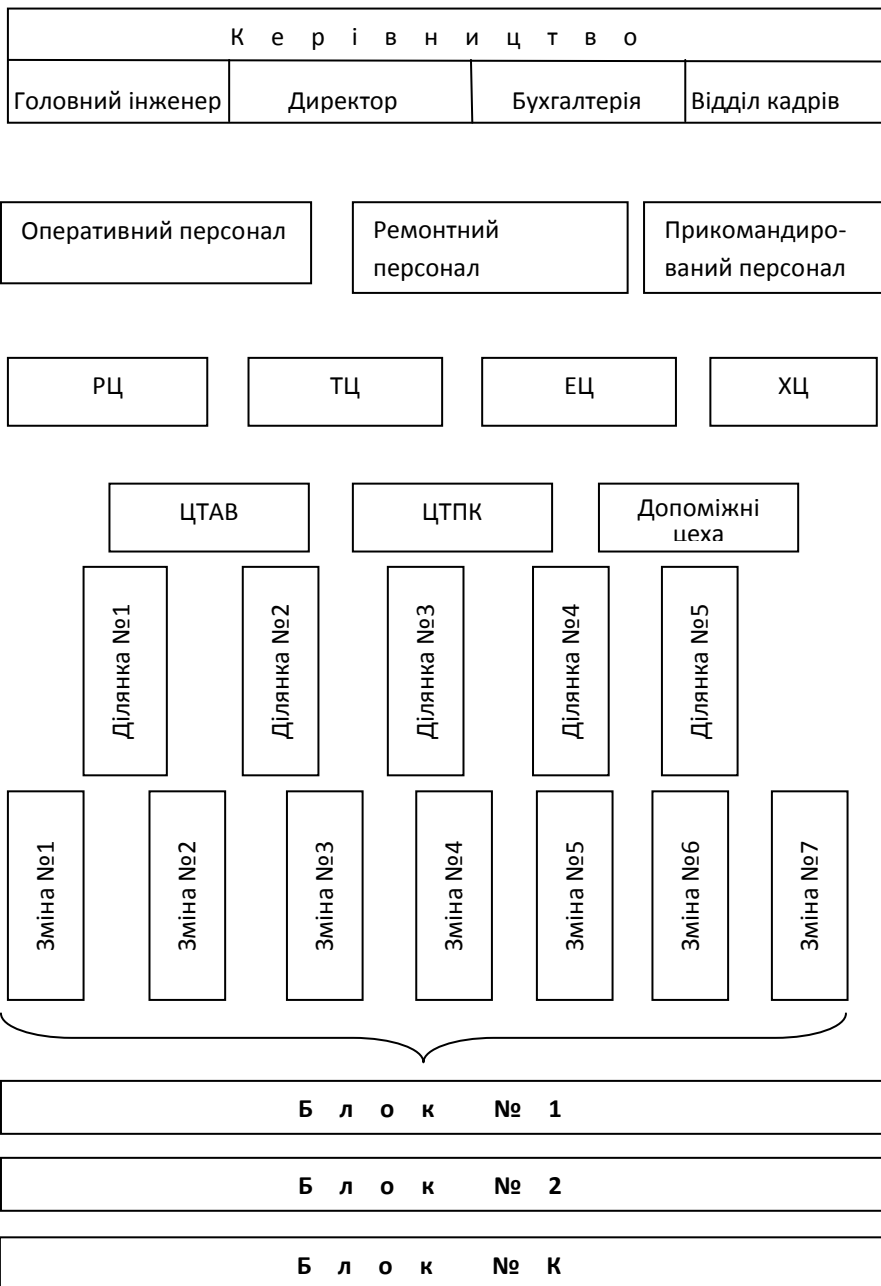 К е р і в н и ц т в о
Головний інженер Директор Бухгалтерія Відділ кадрів
Оперативний персонал
Ремонтний
персонал
Прикомандиро-
ваний персонал
РЦ ТЦ ЕЦ ХЦ
ЦТАВ ЦТПК
Допоміжні
цеха
Ділянка №1
Ділянка №2
Ділянка №3
Ділянка №4
Ділянка №5
Зміна №1
Зміна №2
Зміна №3
Зміна №4
Зміна №5
Зміна №6
Зміна №7
Б л о к № 1
Б л о к № 2
Б л о к № К